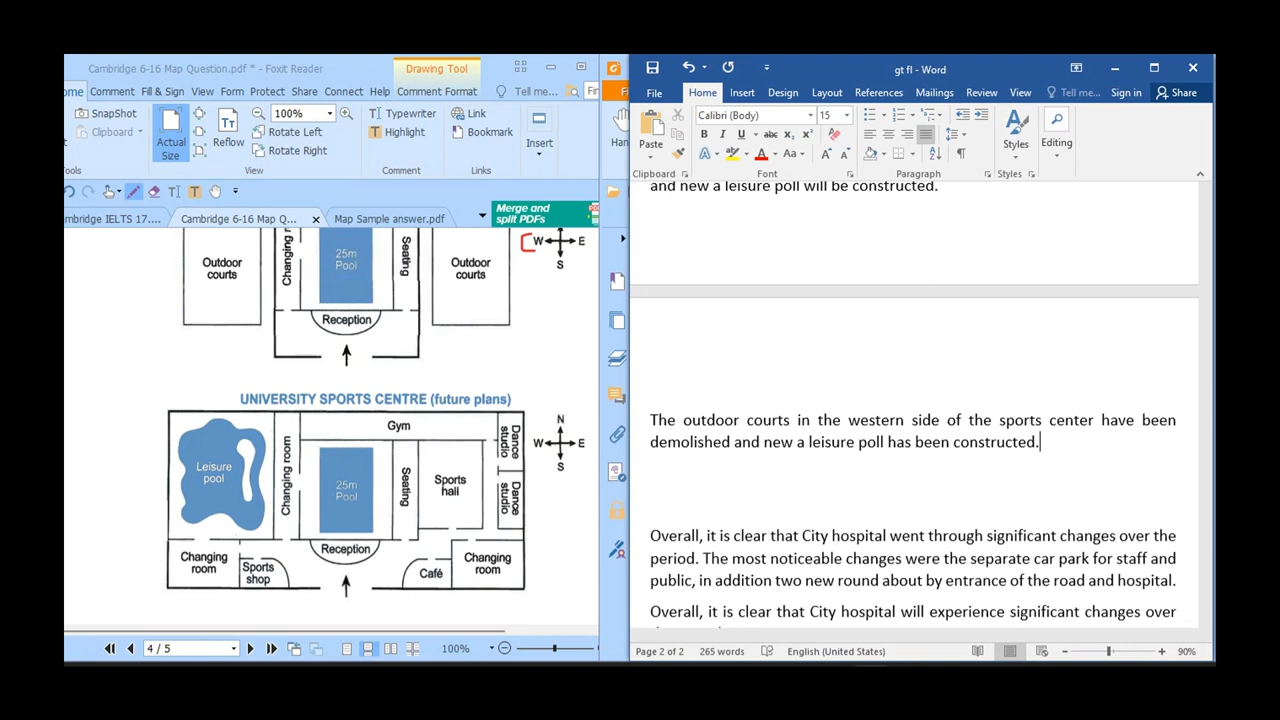 Cambridge 6-16 Map Question.pdf * - Foxit Reader
Drawing Tool
ome Comment Fill & Sign View Form Protect Share Connect Help Comment Format Tell me... Fin
SnapShot
Clipboard
Actual Size
Reflow
100%
Rotate Left
Rotate Right
Typewriter
Highlight
Link
Bookmark
Insert
Han
ools View Comment Links
mbridge IELTS 17.... Cambridge 6-16 Map Q... Map Sample answer.pdf
Merge and split PDFs
Outdoor courts
Changing r
25m Pool
Seating
Outdoor courts
W E
S
Reception
UNIVERSITY SPORTS CENTRE (future plans)
Gym
N
W E
S
Leisure pool
Changing room
25m Pool
Seating
Sports hall
Dance studio
Dance studio
Reception
Changing room
Sports shop
Café
Changing room
4 / 5
100%
gt fl - Word
File Home Insert Design Layout References Mailings Review View Tell me... Sign in Share
Paste
Calibri (Body) 15
B I U abc x₂ x²
A A Aa A A
Styles
Editing
Clipboard Font Paragraph Styles
and new a leisure poll will be constructed.
The outdoor courts in the western side of the sports center have been
demolished and new a leisure poll has been constructed.
Overall, it is clear that City hospital went through significant changes over the
period. The most noticeable changes were the separate car park for staff and
public, in addition two new round about by entrance of the road and hospital.
Overall, it is clear that City hospital will experience significant changes over
Page 2 of 2 265 words English (United States) 90%